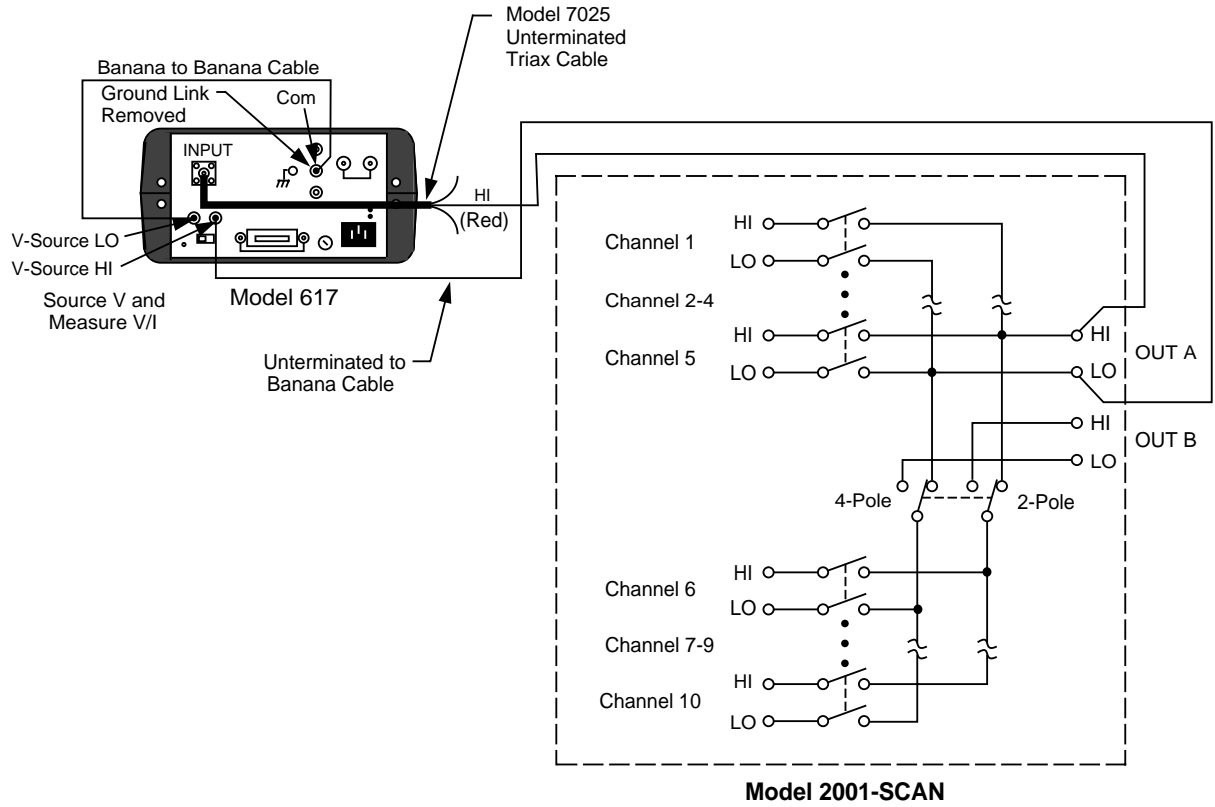 Model 7025
Unterminated
Triax Cable
Banana to Banana Cable
Ground Link
Removed
Com
INPUT
HI
(Red)
V-Source LO
V-Source HI
Source V and
Measure V/I
Model 617
Unterminated to
Banana Cable
Channel 1
HI
LO
Channel 2-4
Channel 5
HI
LO
HI
OUT A
LO
HI
OUT B
LO
4-Pole
2-Pole
Channel 6
HI
LO
Channel 7-9
Channel 10
HI
LO
Model 2001-SCAN